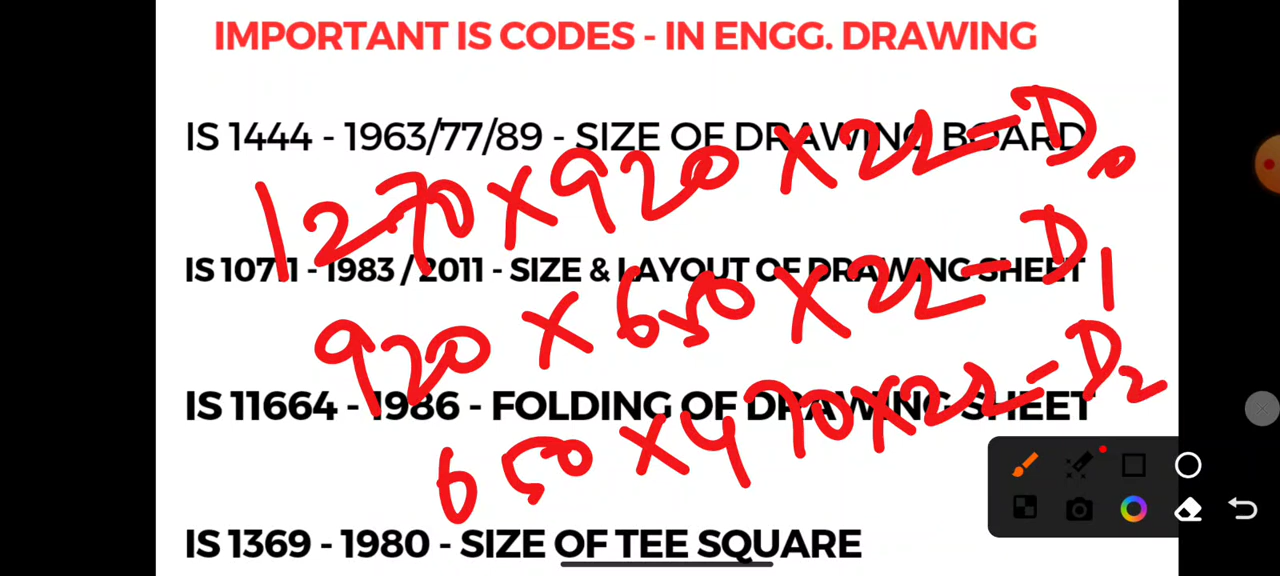 IMPORTANT IS CODES - IN ENGG. DRAWING
IS 1444 - 1963/77/89 - SIZE OF DRAWING BOARD
1270 X 920 X 22 = D0
IS 10711 - 1983 / 2011 - SIZE & LAYOUT OF DRAWING SHEET
920 X 650 X 22 = D1
IS 11664 - 1986 - FOLDING OF DRAWING SHEET
650 X 470 X 22 = D2
IS 1369 - 1980 - SIZE OF TEE SQUARE